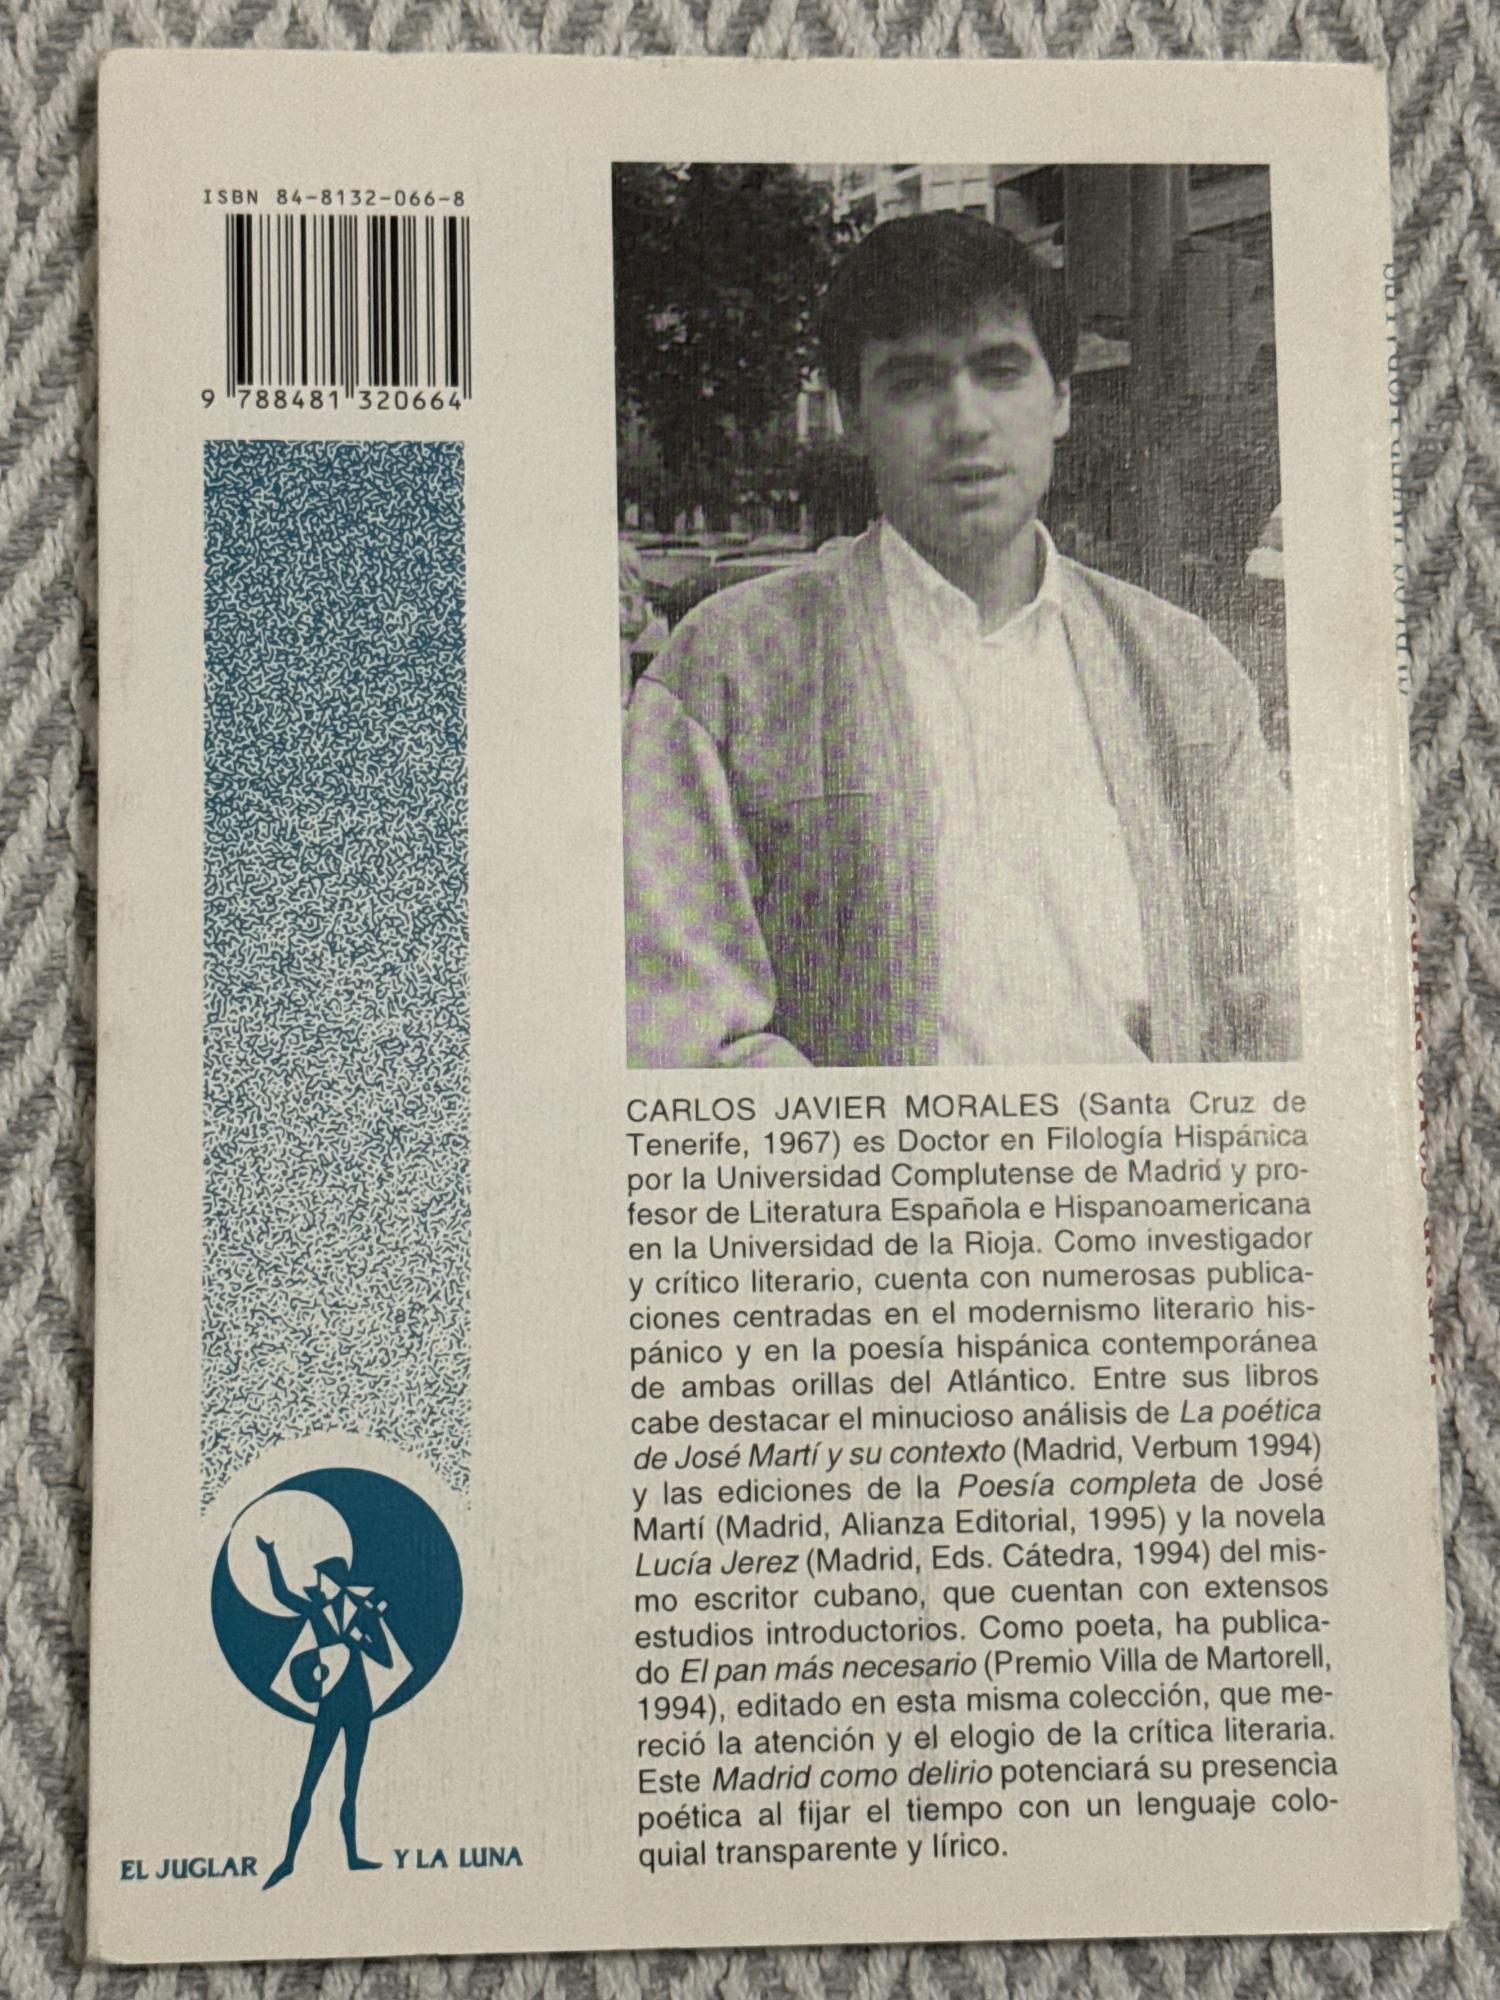 ISBN 84-8132-066-8
9 788481 320664
CARLOS JAVIER MORALES (Santa Cruz de
Tenerife, 1967) es Doctor en Filología Hispánica
por la Universidad Complutense de Madrid y pro-
fesor de Literatura Española e Hispanoamericana
en la Universidad de la Rioja. Como investigador
y crítico literario, cuenta con numerosas publica-
ciones centradas en el modernismo literario his-
pánico y en la poesía hispánica contemporánea
de ambas orillas del Atlántico. Entre sus libros
cabe destacar el minucioso análisis de La poética
de José Martí y su contexto (Madrid, Verbum 1994)
y las ediciones de la Poesía completa de José
Martí (Madrid, Alianza Editorial, 1995) y la novela
Lucía Jerez (Madrid, Eds. Cátedra, 1994) del mis-
mo escritor cubano, que cuentan con extensos
estudios introductorios. Como poeta, ha publica-
do El pan más necesario (Premio Villa de Martorell,
1994), editado en esta misma colección, que me-
reció la atención y el elogio de la crítica literaria.
Este Madrid como delirio potenciará su presencia
poética al fijar el tiempo con un lenguaje colo-
quial transparente y lírico.
EL JUGLAR Y LA LUNA